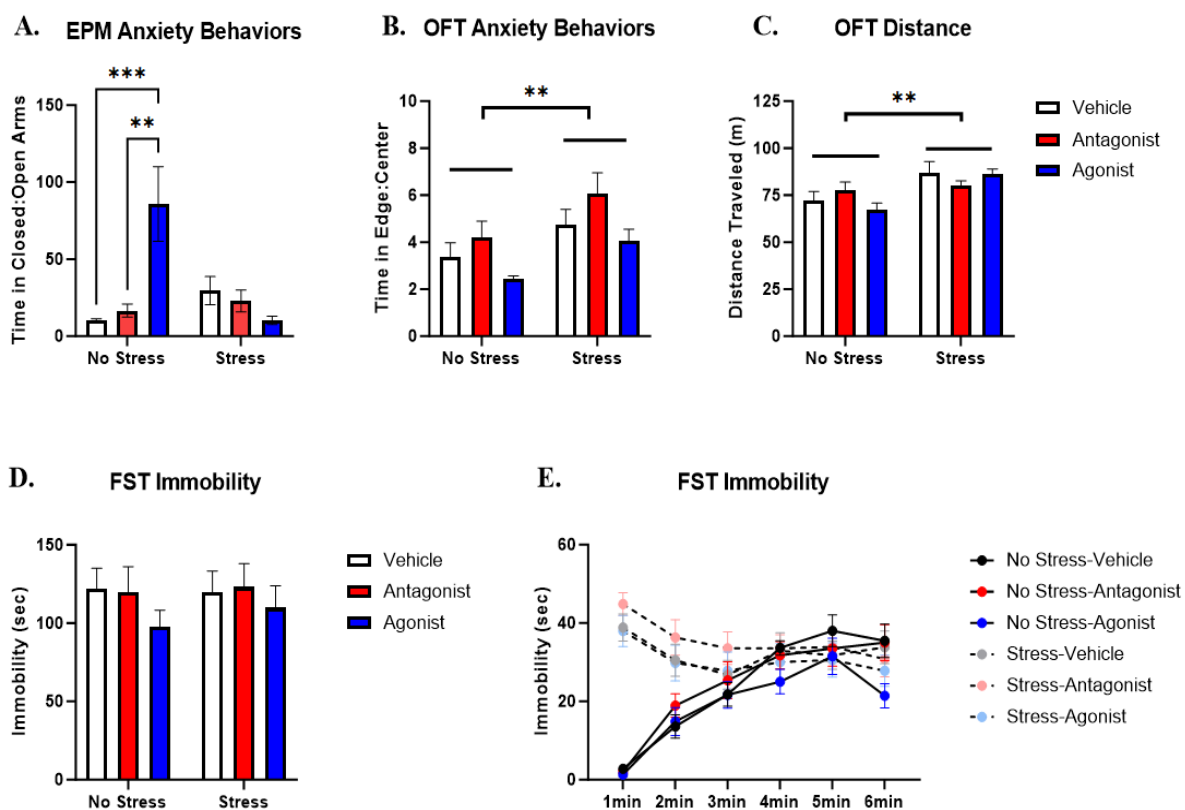 A. EPM Anxiety Behaviors
Time in Closed:Open Arms
150
100
50
0
***
**
No Stress Stress
B. OFT Anxiety Behaviors
Time in Edge:Center
10
8
6
4
2
0
**
No Stress Stress
C. OFT Distance
Distance Traveled (m)
125
100
75
50
25
0
**
No Stress Stress
Vehicle
Antagonist
Agonist
D. FST Immobility
Immobility (sec)
150
100
50
0
No Stress Stress
Vehicle
Antagonist
Agonist
E. FST Immobility
Immobility (sec)
60
40
20
0
1min 2min 3min 4min 5min 6min
No Stress-Vehicle
No Stress-Antagonist
No Stress-Agonist
Stress-Vehicle
Stress-Antagonist
Stress-Agonist